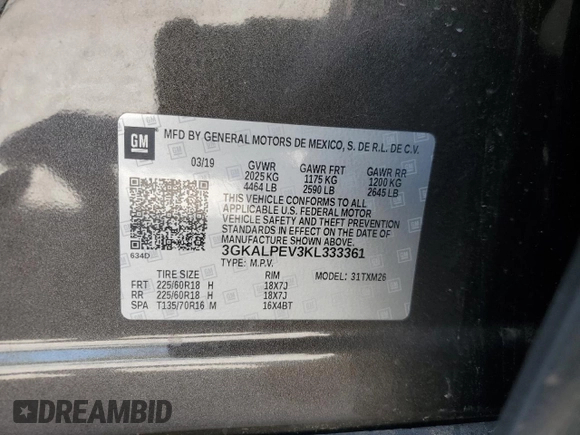 GM
MFD BY GENERAL MOTORS DE MEXICO, S. DE R.L. DE C.V.
03/19 GVWR GAWR FRT GAWR RR
2025 KG 1175 KG 1200 KG
4464 LB 2590 LB 2645 LB
THIS VEHICLE CONFORMS TO ALL
APPLICABLE U.S. FEDERAL MOTOR
VEHICLE SAFETY AND THEFT PREVENTION
STANDARDS IN EFFECT ON THE DATE OF
MANUFACTURE SHOWN ABOVE.
634D 3GKALPEV3KL333361
TYPE: M.P.V. MODEL: 31TXM26
TIRE SIZE RIM
FRT 225/60R18 H 18X7J
RR 225/60R18 H 18X7J
SPA T135/70R16 M 16X4BT
DREAMBID